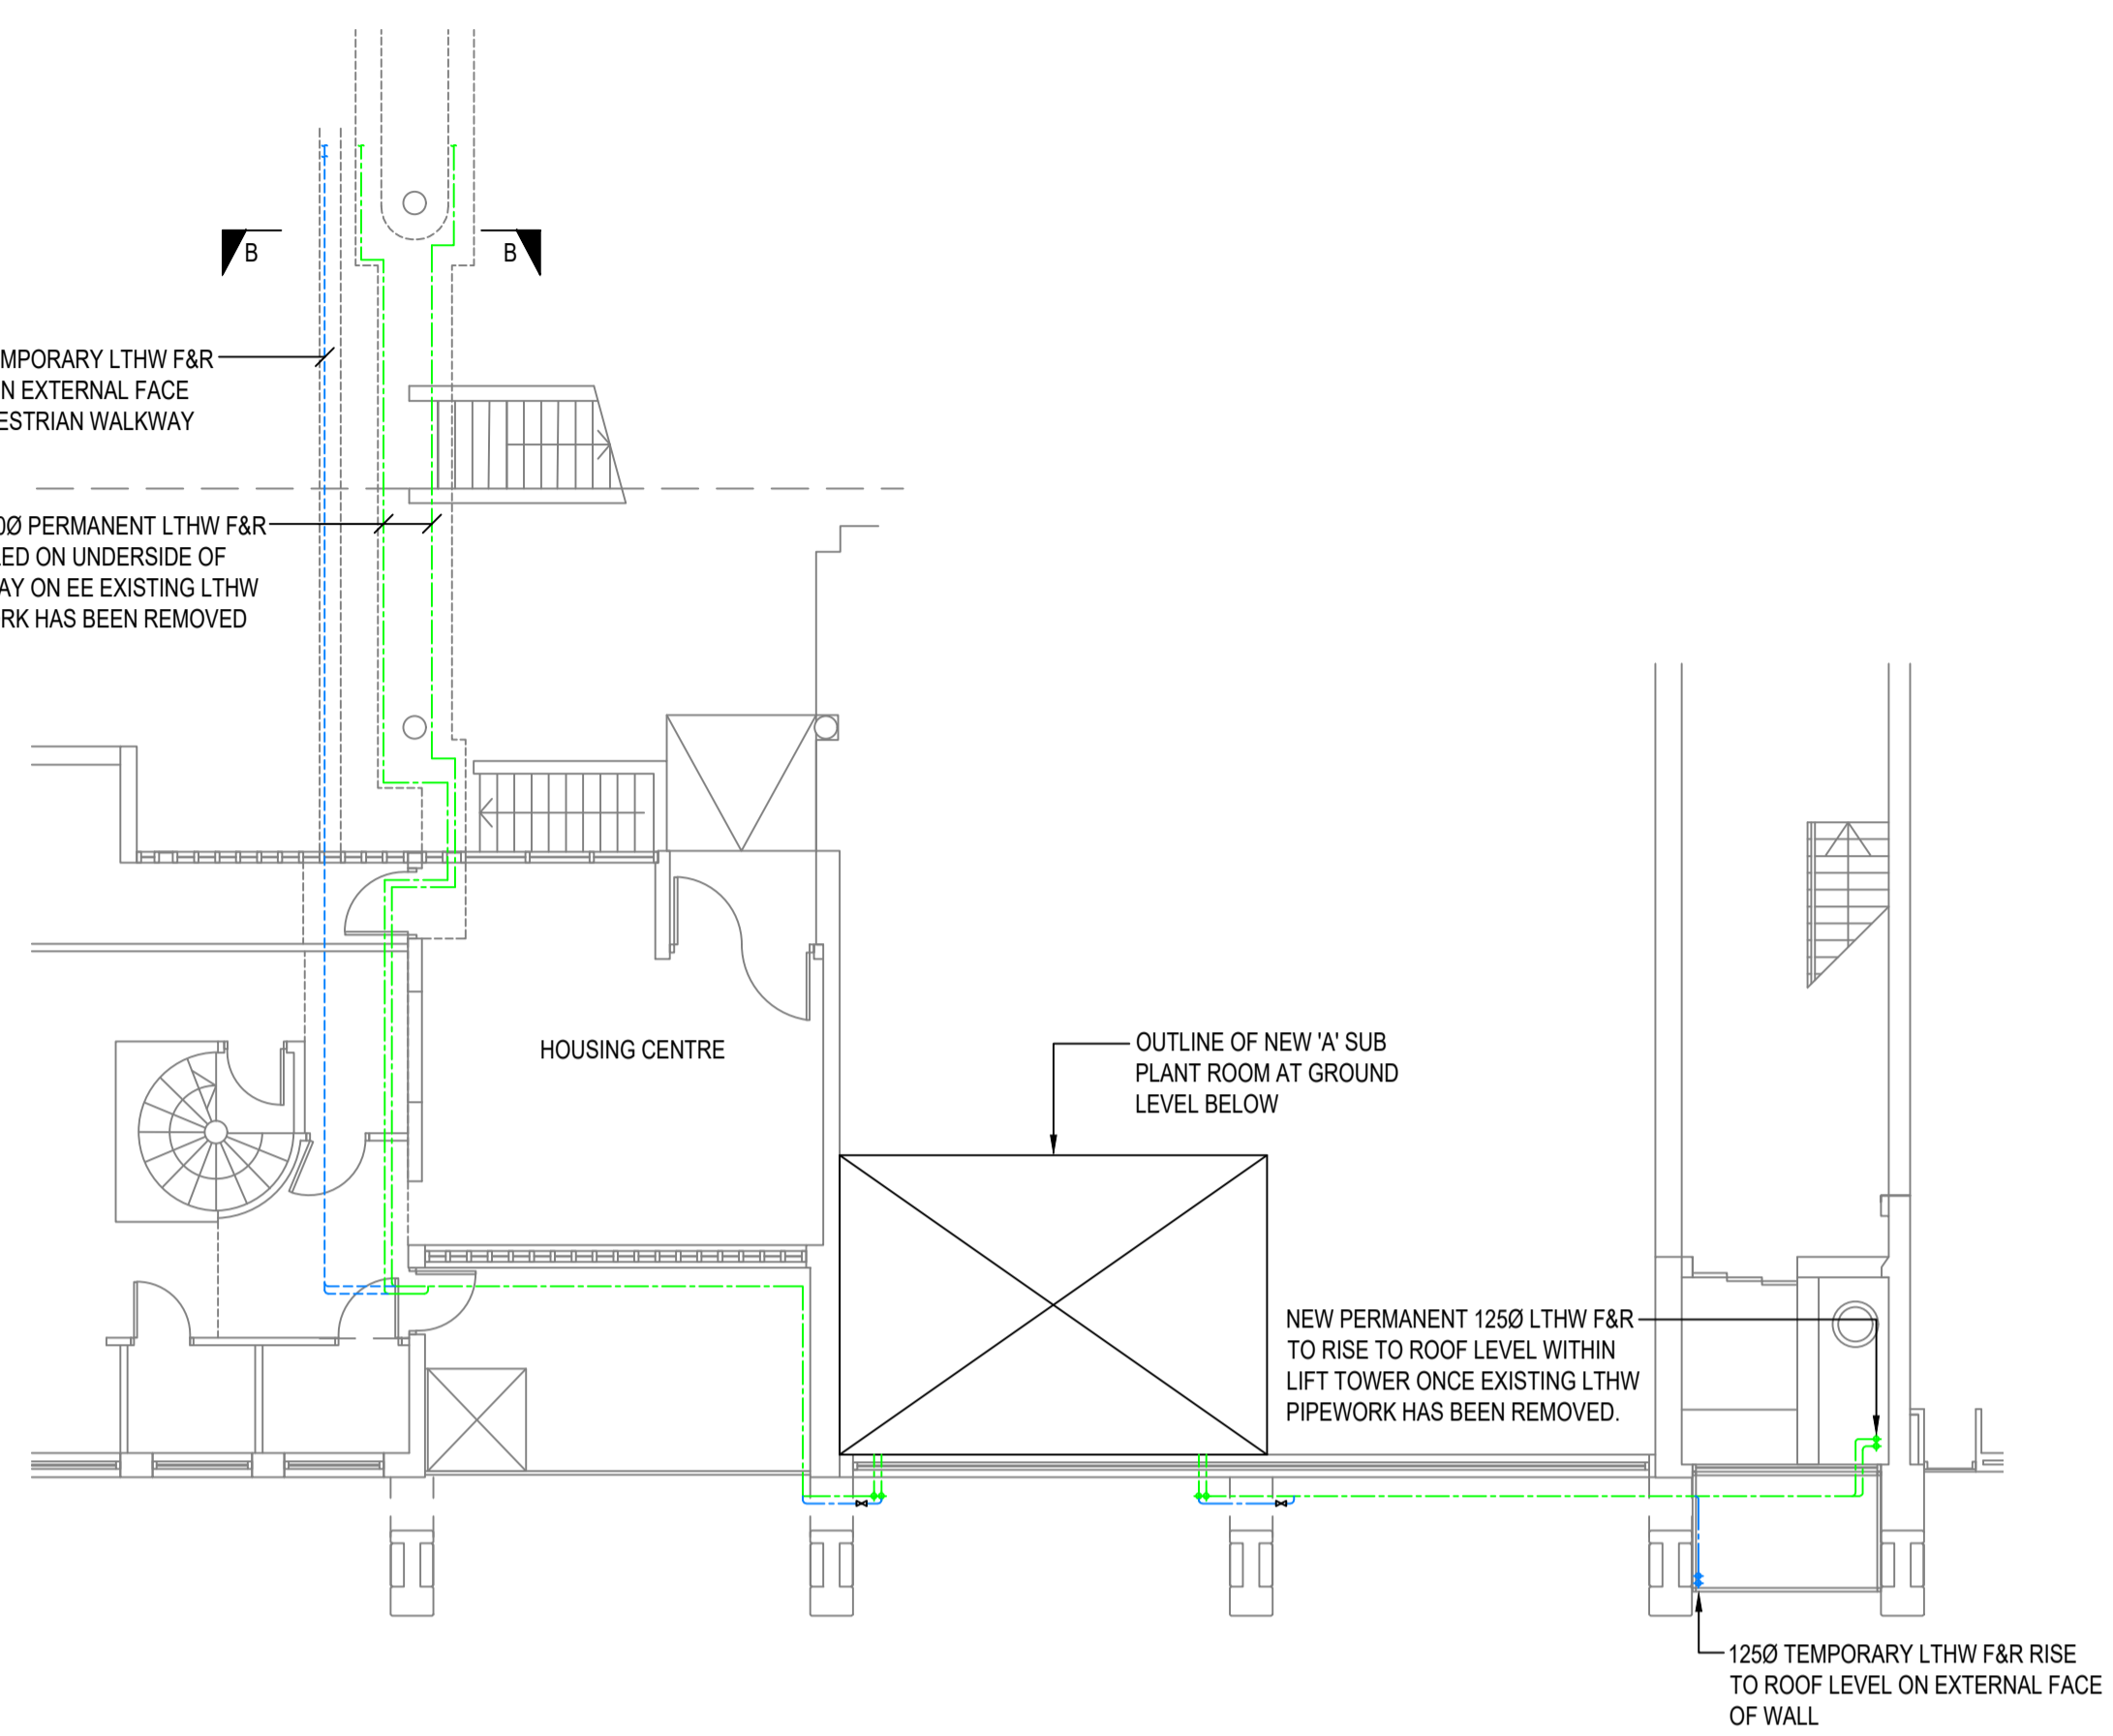 B
B
MPORARY LTHW F&R
N EXTERNAL FACE
ESTRIAN WALKWAY
0Ø PERMANENT LTHW F&R
ED ON UNDERSIDE OF
AY ON EE EXISTING LTHW
RK HAS BEEN REMOVED
HOUSING CENTRE
OUTLINE OF NEW 'A' SUB
PLANT ROOM AT GROUND
LEVEL BELOW
NEW PERMANENT 125Ø LTHW F&R
TO RISE TO ROOF LEVEL WITHIN
LIFT TOWER ONCE EXISTING LTHW
PIPEWORK HAS BEEN REMOVED.
125Ø TEMPORARY LTHW F&R RISE
TO ROOF LEVEL ON EXTERNAL FACE
OF WALL